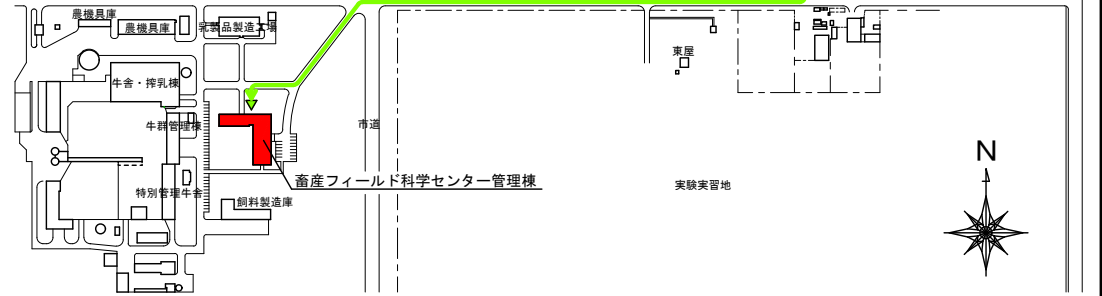 農機具庫
農機具庫
乳製品製造工場
東屋
牛舎・搾乳棟
牛群管理棟
市道
N
畜産フィールド科学センター管理棟
実験実習地
特別管理牛舎
飼料製造庫